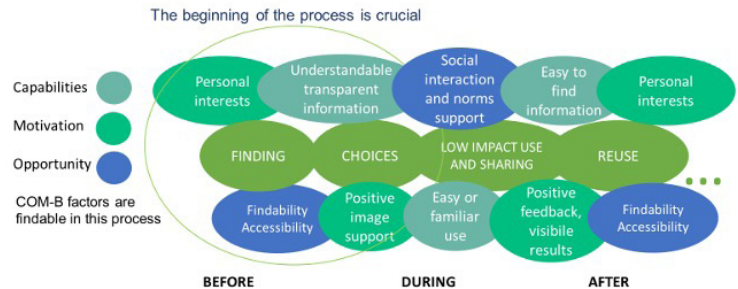 The beginning of the process is crucial
Capabilities
Motivation
Opportunity
COM-B factors are
findable in this process
Personal
interests
Understandable
transparent
information
Social
interaction
and norms
support
Easy to
find
information
Personal
interests
FINDING
CHOICES
LOW IMPACT USE
AND SHARING
REUSE
Findability
Accessibility
Positive
image
support
Easy or
familiar
use
Positive
feedback,
visibile
results
Findability
Accessibility
BEFORE
DURING
AFTER